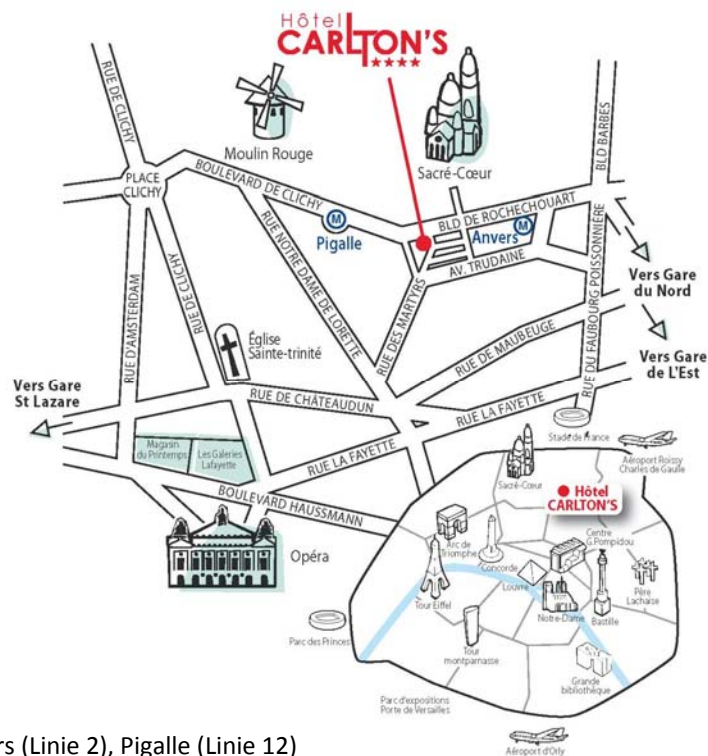 Hôtel
CARLTON'S
★★★★
RUE DE CLICHY
Moulin Rouge
Sacré-Cœur
BLD BARBES
PLACE
CLICHY
BOULEVARD DE CLICHY
M
Pigalle
BLD DE ROCHECHOUART
Anvers
M
AV. TRUDAINE
Vers Gare
du Nord
Vers Gare
de L'Est
RUE D'AMSTERDAM
RUE DE CLICHY
RUE NOTRE DAME DE LORETTE
RUE DES MARTYRS
RUE DE MAUBEUGE
RUE DU FAUBOURG POISSONNIÈRE
Église
Sainte-trinité
Vers Gare
St Lazare
RUE DE CHÂTEAUDUN
RUE LA FAYETTE
Magasin
du Printemps
Les Galeries
Lafayette
RUE LA FAYETTE
BOULEVARD HAUSSMANN
Opéra
Stade de France
Aéroport Roissy
Charles de Gaulle
Sacré-Cœur
Hôtel
CARLTON'S
Arc de
Triomphe
Concorde
Centre
G.Pompidou
Louvre
Tour Eiffel
Notre-Dame
Bastille
Père
Lachaise
Parc des Princes
Tour
montparnasse
Grande
bibliothèque
Parc d'expositions
Porte de Versailles
Aéroport d'Orly
(Linie 2), Pigalle (Linie 12)